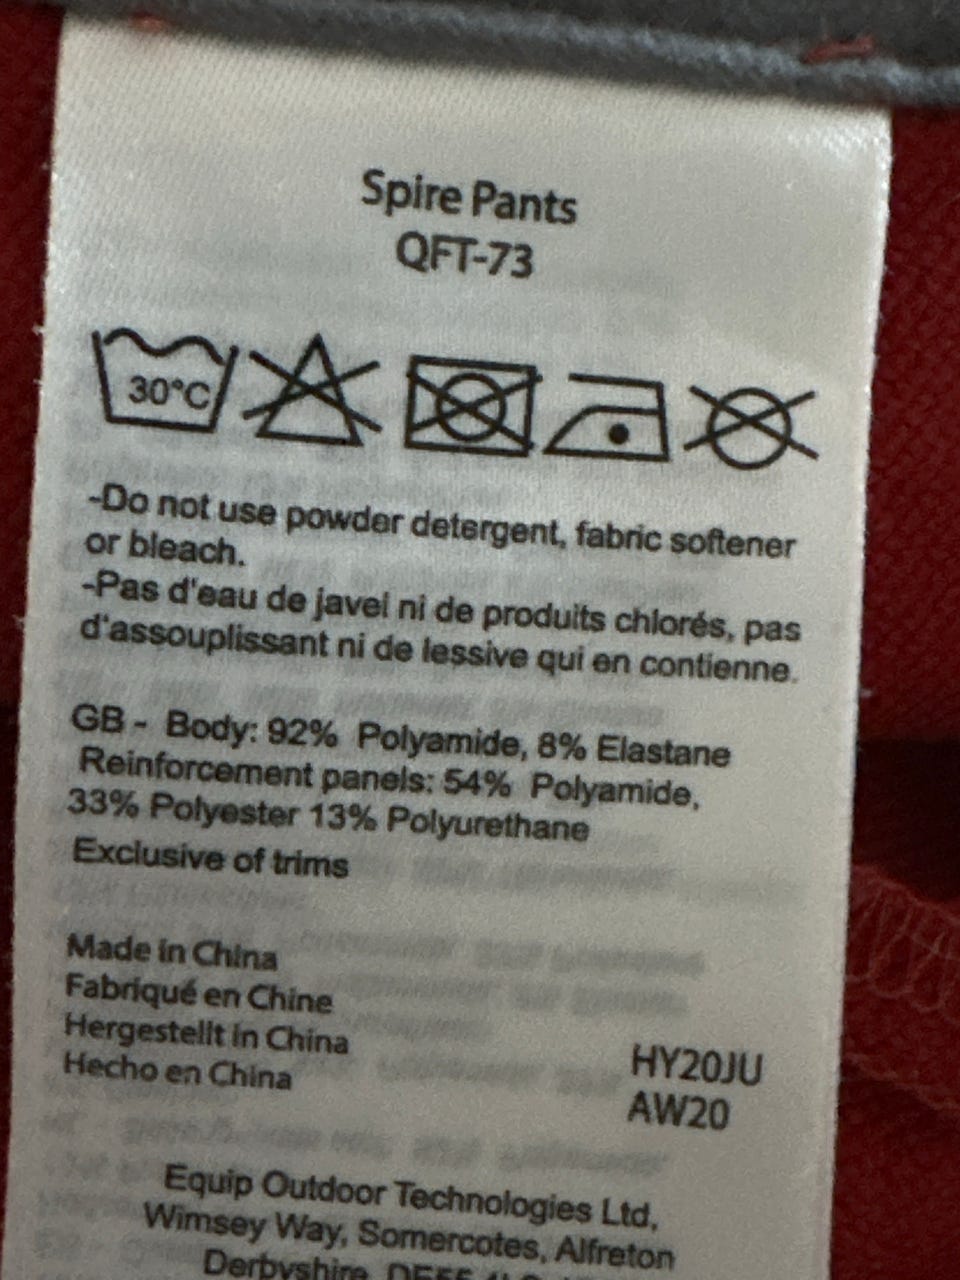 Spire Pants
QFT-73
30°C
-Do not use powder detergent, fabric softener
or bleach.
-Pas d'eau de javel ni de produits chlorés, pas
d'assouplissant ni de lessive qui en contienne.
GB - Body: 92% Polyamide, 8% Elastane
Reinforcement panels: 54% Polyamide,
33% Polyester 13% Polyurethane
Exclusive of trims
Made in China
Fabriqué en Chine
Hergestellt in China
Hecho en China
HY20JU
AW20
Equip Outdoor Technologies Ltd,
Wimsey Way, Somercotes, Alfreton
Derbyshire